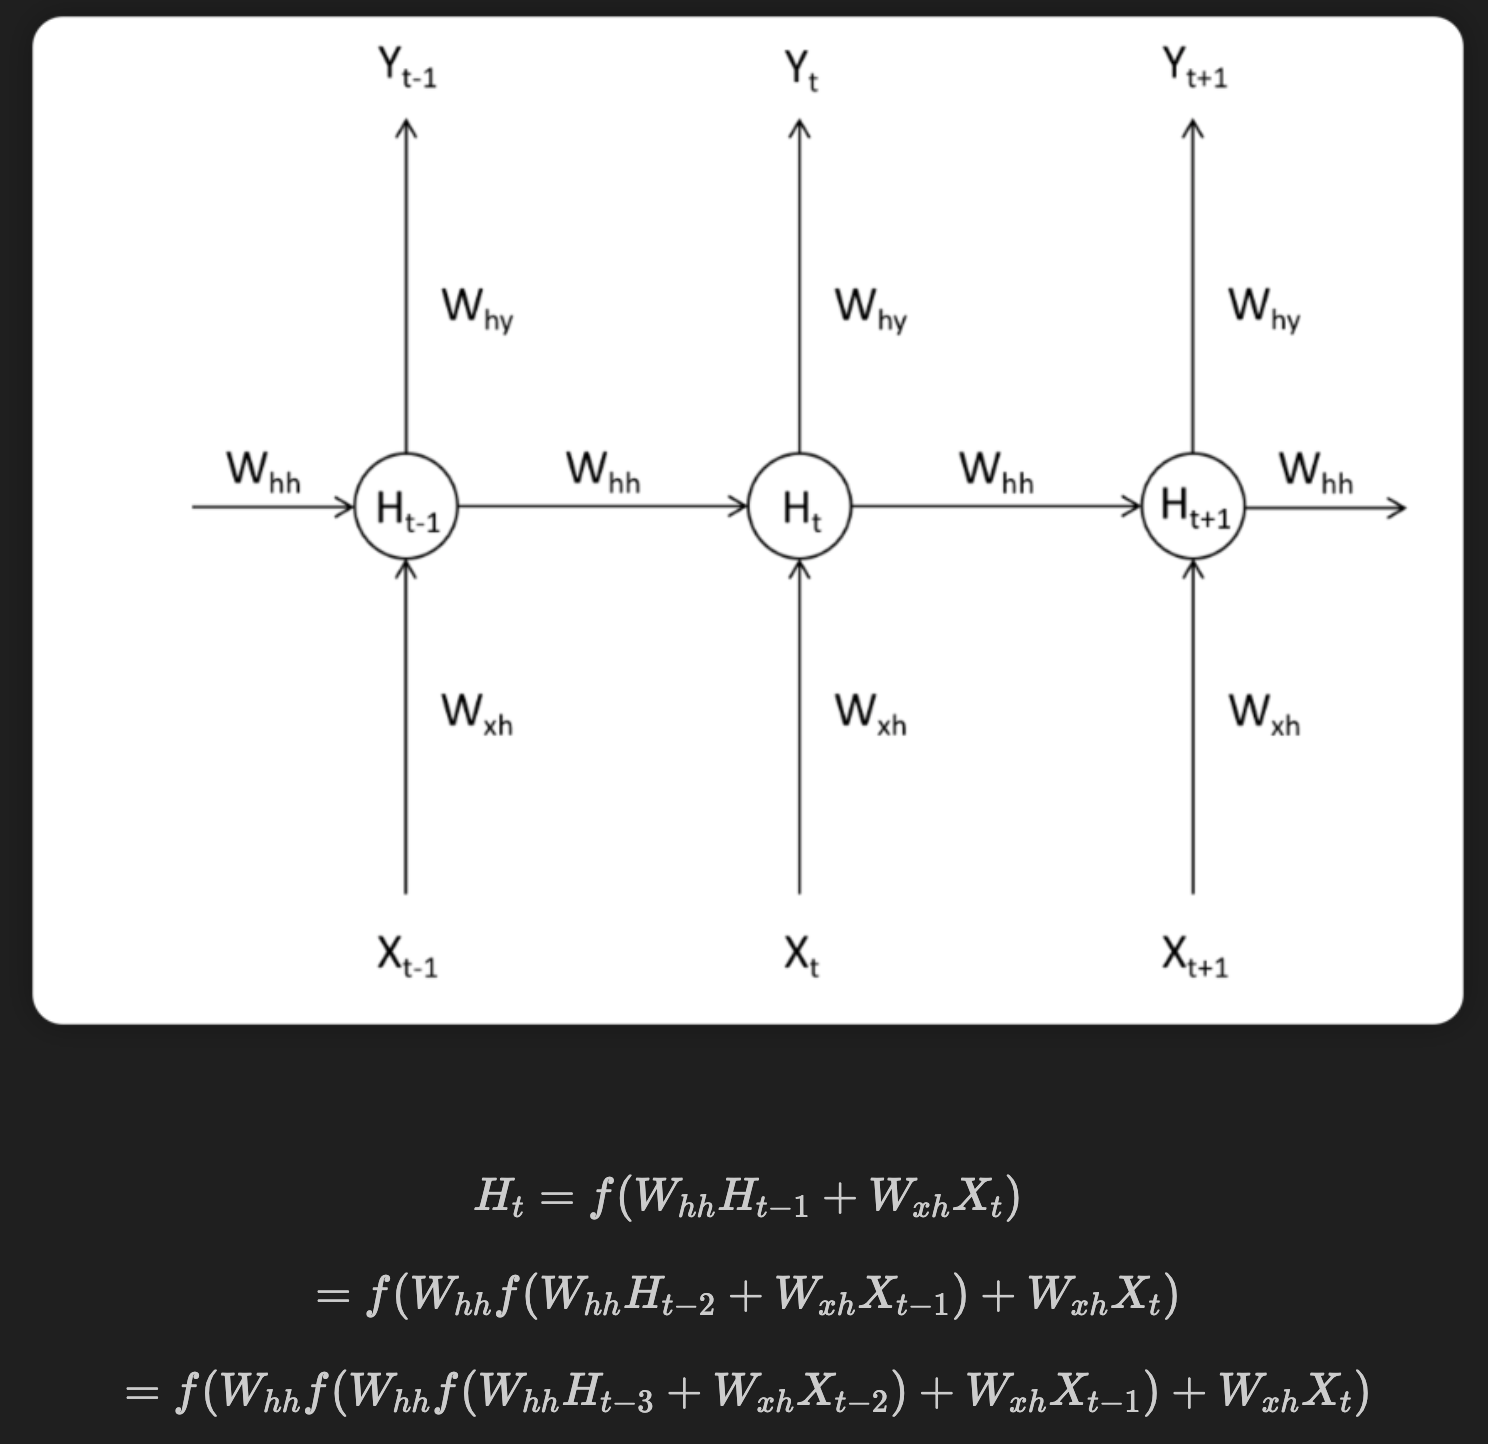 Y_{t-1} Y_t Y_{t+1}
W_{hy} W_{hy} W_{hy}
W_{hh} W_{hh} W_{hh} W_{hh}
H_{t-1} H_t H_{t+1}
W_{xh} W_{xh} W_{xh}
X_{t-1} X_t X_{t+1}
H_t = f(W_{hh}H_{t-1} + W_{xh}X_t)
= f(W_{hh}f(W_{hh}H_{t-2} + W_{xh}X_{t-1}) + W_{xh}X_t)
= f(W_{hh}f(W_{hh}f(W_{hh}H_{t-3} + W_{xh}X_{t-2}) + W_{xh}X_{t-1}) + W_{xh}X_t)